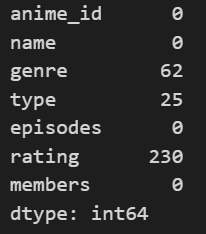 anime_id 0
name 0
genre 62
type 25
episodes 0
rating 230
members 0
dtype: int64